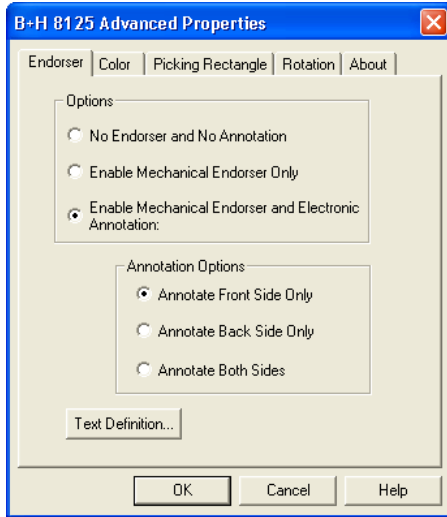 B+H 8125 Advanced Properties
Endorser Color Picking Rectangle Rotation About
Options
No Endorser and No Annotation
Enable Mechanical Endorser Only
Enable Mechanical Endorser and Electronic
Annotation:
Annotation Options
Annotate Front Side Only
Annotate Back Side Only
Annotate Both Sides
Text Definition...
OK Cancel Help